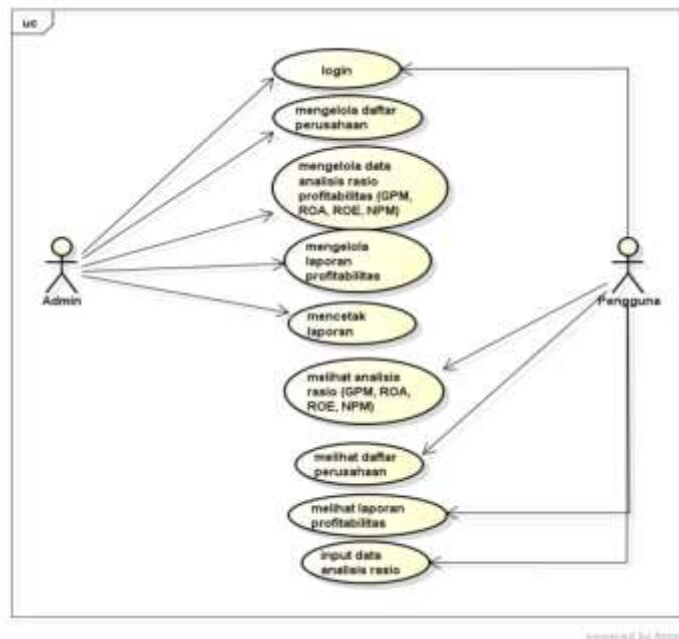 uc
login
mengelola daftar
perusahaan
mengelola data
analisis rasio
profitabilitas (GPM,
ROA, ROE, NPM)
mengelola
laporan
profitabilitas
Admin
Pengguna
mencetak
laporan
melihat analisis
rasio (GPM, ROA,
ROE, NPM)
melihat daftar
perusahaan
melihat laporan
profitabilitas
input data
analisis rasio
powered by